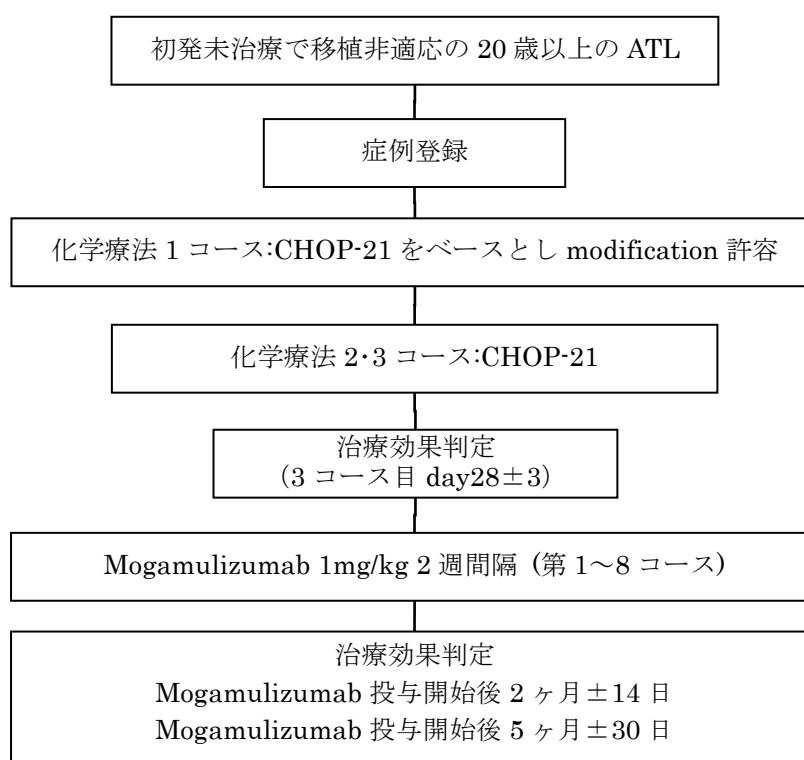 初発未治療で移植非適応の 20 歳以上の ATL
症例登録
化学療法 1 コース:CHOP-21 をベースとし modification 許容
化学療法 2・3 コース:CHOP-21
治療効果判定
(3 コース目 day28±3)
Mogamulizumab 1mg/kg 2 週間隔 (第 1～8 コース)
治療効果判定
Mogamulizumab 投与開始後 2 ヶ月±14 日
Mogamulizumab 投与開始後 5 ヶ月±30 日